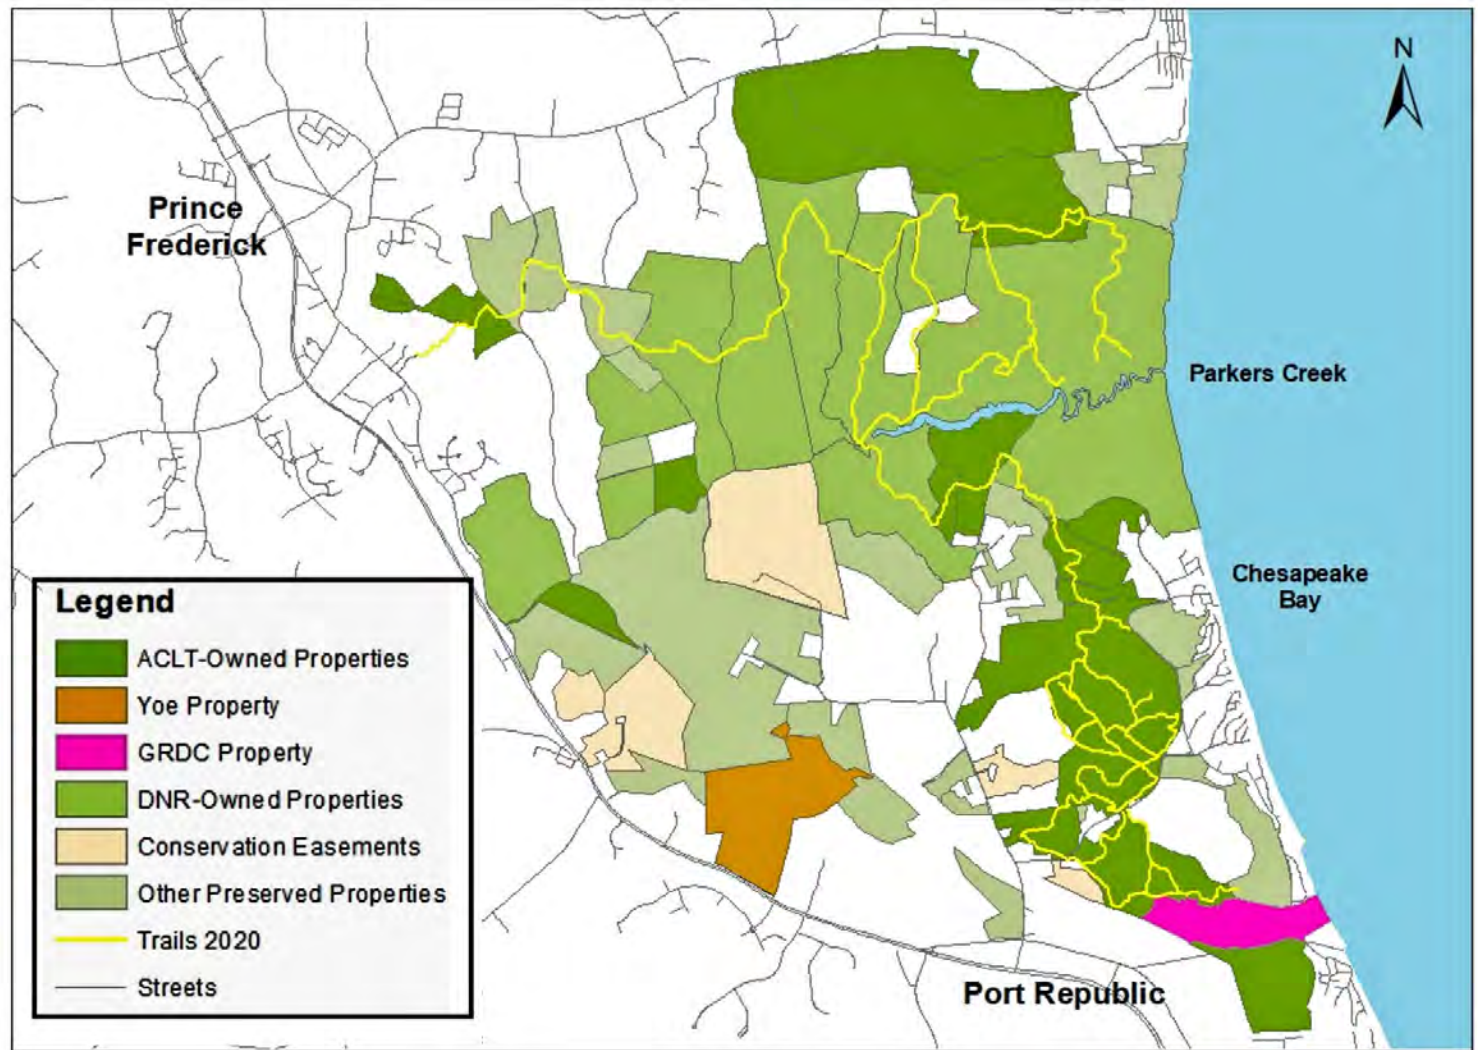 N
Prince
Frederick
Parkers Creek
Chesapeake
Bay
Legend
ACLT-Owned Properties
Yoe Property
GRDC Property
DNR-Owned Properties
Conservation Easements
Other Preserved Properties
Trails 2020
Streets
Port Republic